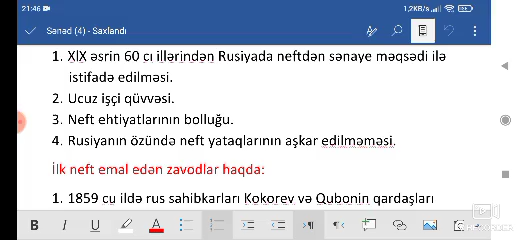 21:46
1,2KB/s
Sənəd (4) - Saxlandı
1. XIX əsrin 60 cı illərindən Rusiyada neftdən sənaye məqsədi ilə
istifadə edilməsi.
2. Ucuz işçi qüvvəsi.
3. Neft ehtiyatlarının bolluğu.
4. Rusiyanın özündə neft yataqlarının aşkar edilməməsi.
İlk neft emal edən zavodlar haqda:
1. 1859 cu ildə rus sahibkarları Kokorev və Qubonin qardaşları
B I U A